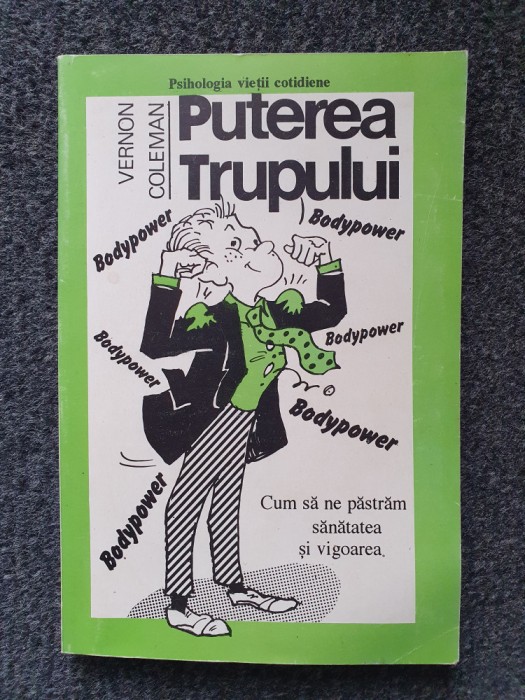 Psihologia vieții cotidiene
VERNON
COLEMAN
Puterea
Trupului
Bodypower
Bodypower
Bodypower
Bodypower
Bodypower
Bodypower
Cum să ne păstrăm
sănătatea
și vigoarea.